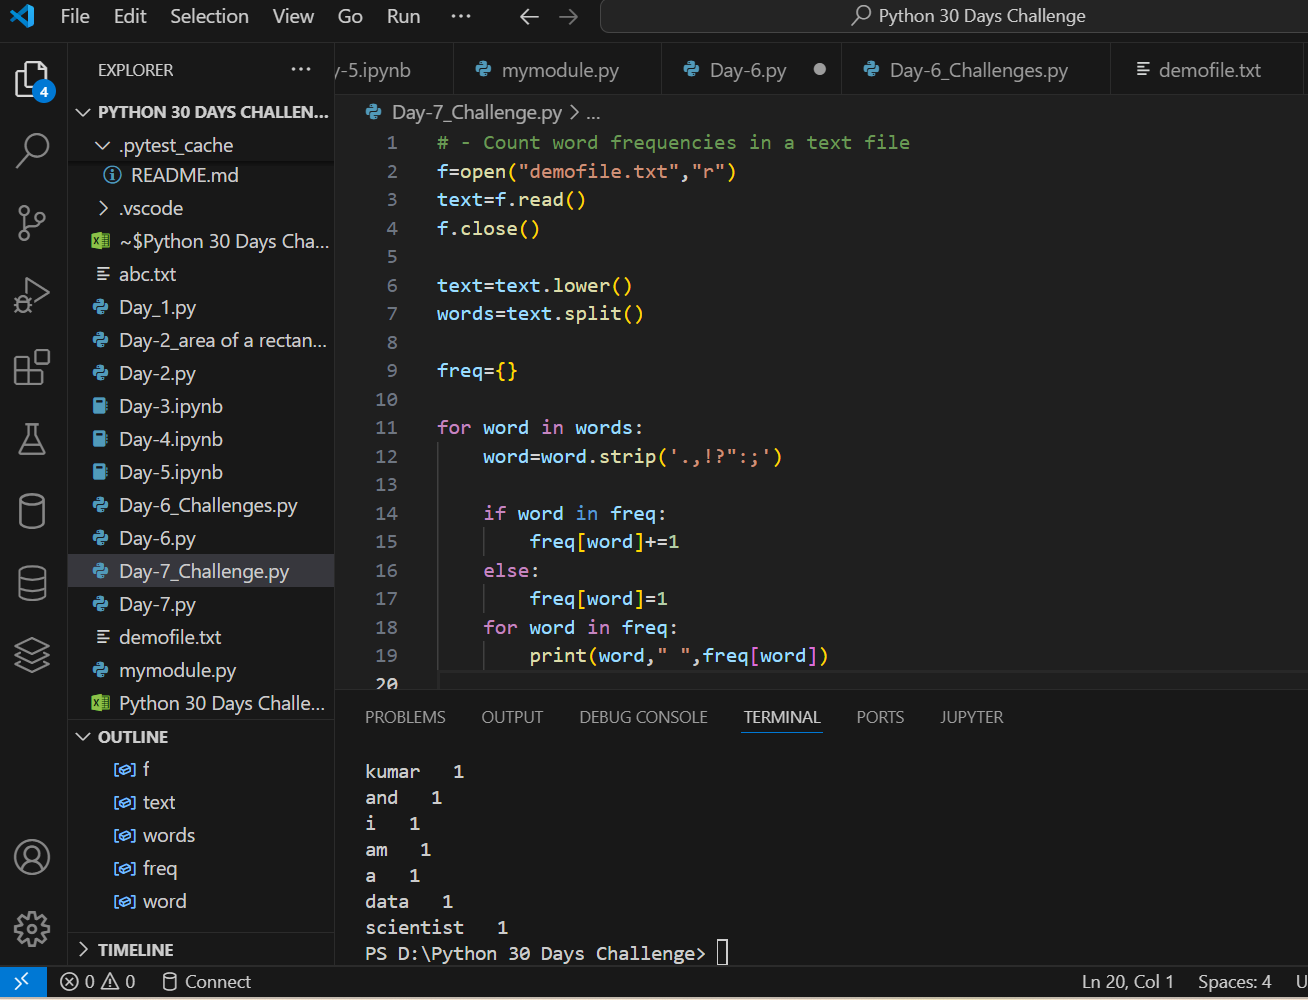 File Edit Selection View Go Run ... Python 30 Days Challenge
EXPLORER ...
4
PYTHON 30 DAYS CHALLEN...
.pytest_cache
README.md
.vscode
~$Python 30 Days Cha...
abc.txt
Day_1.py
Day-2_area of a rectan...
Day-2.py
Day-3.ipynb
Day-4.ipynb
Day-5.ipynb
Day-6_Challenges.py
Day-6.py
Day-7_Challenge.py
Day-7.py
demofile.txt
mymodule.py
Python 30 Days Challe...
OUTLINE
f
text
words
freq
word
TIMELINE
y-5.ipynb mymodule.py Day-6.py Day-6_Challenges.py demofile.txt
Day-7_Challenge.py > ...
1 # - Count word frequencies in a text file
2 f=open("demofile.txt","r")
3 text=f.read()
4 f.close()
5
6 text=text.lower()
7 words=text.split()
8
9 freq={}
10
11 for word in words:
12     word=word.strip('.,!?":;')
13
14     if word in freq:
15         freq[word]+=1
16     else:
17         freq[word]=1
18     for word in freq:
19         print(word," ",freq[word])
20
PROBLEMS OUTPUT DEBUG CONSOLE TERMINAL PORTS JUPYTER
kumar   1
and   1
i   1
am   1
a   1
data   1
scientist   1
PS D:\Python 30 Days Challenge>
0 0 Connect Ln 20, Col 1 Spaces: 4